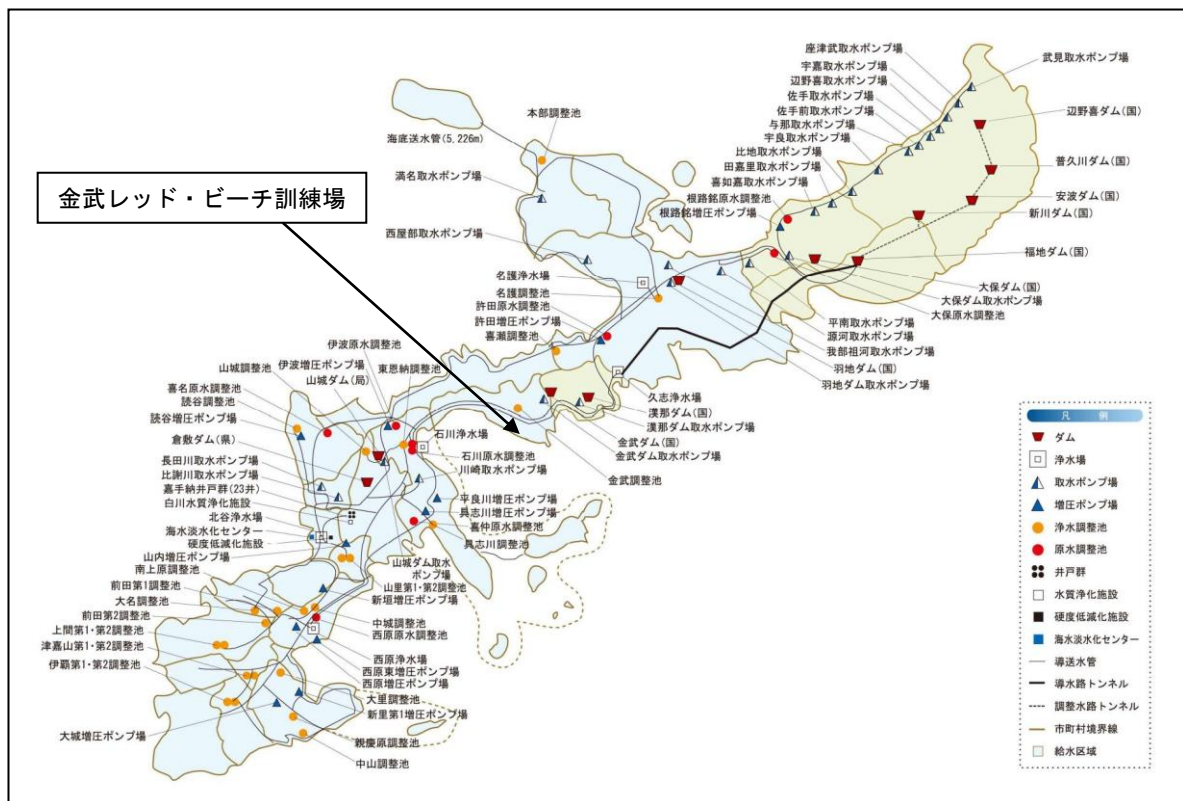 金武レッド・ビーチ訓練場
座津武取水ポンプ場
宇嘉取水ポンプ場
辺野喜取水ポンプ場
佐手取水ポンプ場
佐手前取水ポンプ場
与那取水ポンプ場
宇良取水ポンプ場
比地取水ポンプ場
田嘉里取水ポンプ場
喜如嘉取水ポンプ場
根路銘原水調整池
根路銘増圧ポンプ場
武見取水ポンプ場
辺野喜ダム(国)
普久川ダム(国)
安波ダム(国)
新川ダム(国)
福地ダム(国)
大保ダム(国)
大保ダム取水ポンプ場
大保原水調整池
平南取水ポンプ場
源河取水ポンプ場
我部祖河取水ポンプ場
羽地ダム(国)
羽地ダム取水ポンプ場
本部調整池
海底送水管(5,226m)
満名取水ポンプ場
西屋部取水ポンプ場
名護浄水場
名護調整池
許田原水調整池
許田増圧ポンプ場
喜瀬調整池
久志浄水場
漢那ダム(国)
漢那ダム取水ポンプ場
金武ダム(国)
金武ダム取水ポンプ場
金武調整池
伊波原水調整池
伊波増圧ポンプ場
東恩納調整池
山城調整池
山城ダム(局)
喜名原水調整池
読谷調整池
読谷増圧ポンプ場
倉敷ダム(県)
長田川取水ポンプ場
比謝川取水ポンプ場
嘉手納井戸群(23井)
白川水質浄化施設
北谷浄水場
海水淡水化センター
硬度低減化施設
山内増圧ポンプ場
南上原調整池
前田第1調整池
大名調整池
前田第2調整池
上間第1・第2調整池
津嘉山第1・第2調整池
伊覇第1・第2調整池
大城増圧ポンプ場
石川浄水場
石川原水調整池
川崎取水ポンプ場
平良川増圧ポンプ場
具志川増圧ポンプ場
喜仲原水調整池
具志川調整池
山城ダム取水
ポンプ場
山里第1・第2調整池
新垣増圧ポンプ場
中城調整池
西原原水調整池
西原浄水場
西原東増圧ポンプ場
西原増圧ポンプ場
大里調整池
新里第1増圧ポンプ場
親慶原調整池
中山調整池
凡 例
ダム
浄水場
取水ポンプ場
増圧ポンプ場
浄水調整池
原水調整池
井戸群
水質浄化施設
硬度低減化施設
海水淡水化センター
導送水管
導水路トンネル
調整水路トンネル
市町村境界線
給水区域